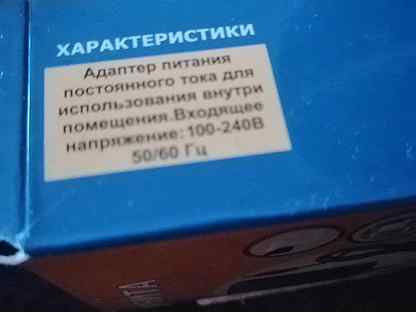 ХАРАКТЕРИСТИКИ
Адаптер питания
постоянного тока для
использования внутри
помещения.Входящее
напряжение:100-240В
50/60 Гц